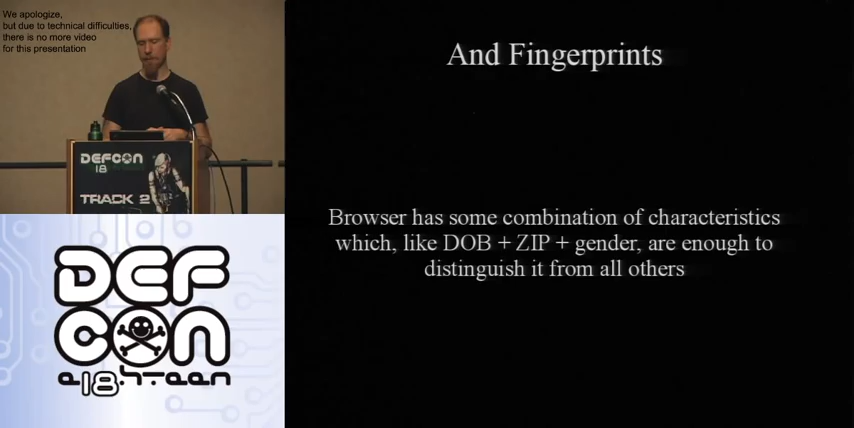 We apologize,
but due to technical difficulties,
there is no more video
for this presentation
DEFCON
18
TRACK 2
DEF
CON
e18hteen
And Fingerprints
Browser has some combination of characteristics
which, like DOB + ZIP + gender, are enough to
distinguish it from all others